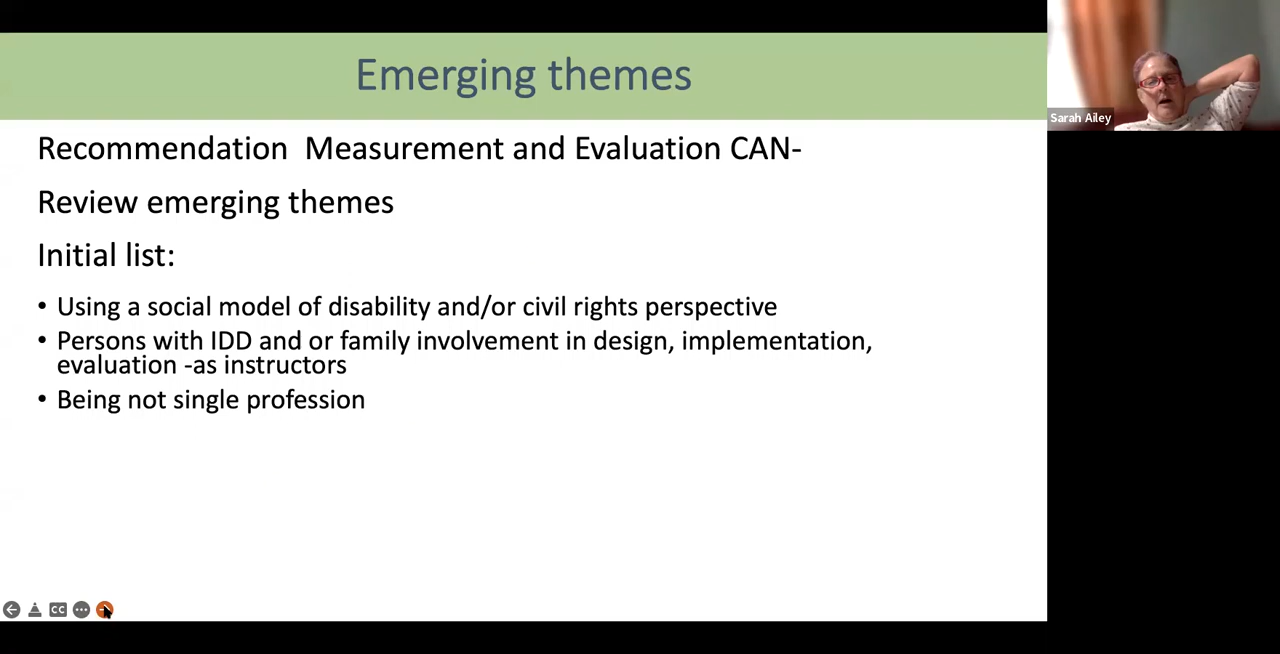 Emerging themes
Sarah Ailey
Recommendation  Measurement and Evaluation CAN-
Review emerging themes
Initial list:
• Using a social model of disability and/or civil rights perspective
• Persons with IDD and or family involvement in design, implementation,
evaluation -as instructors
• Being not single profession
CC